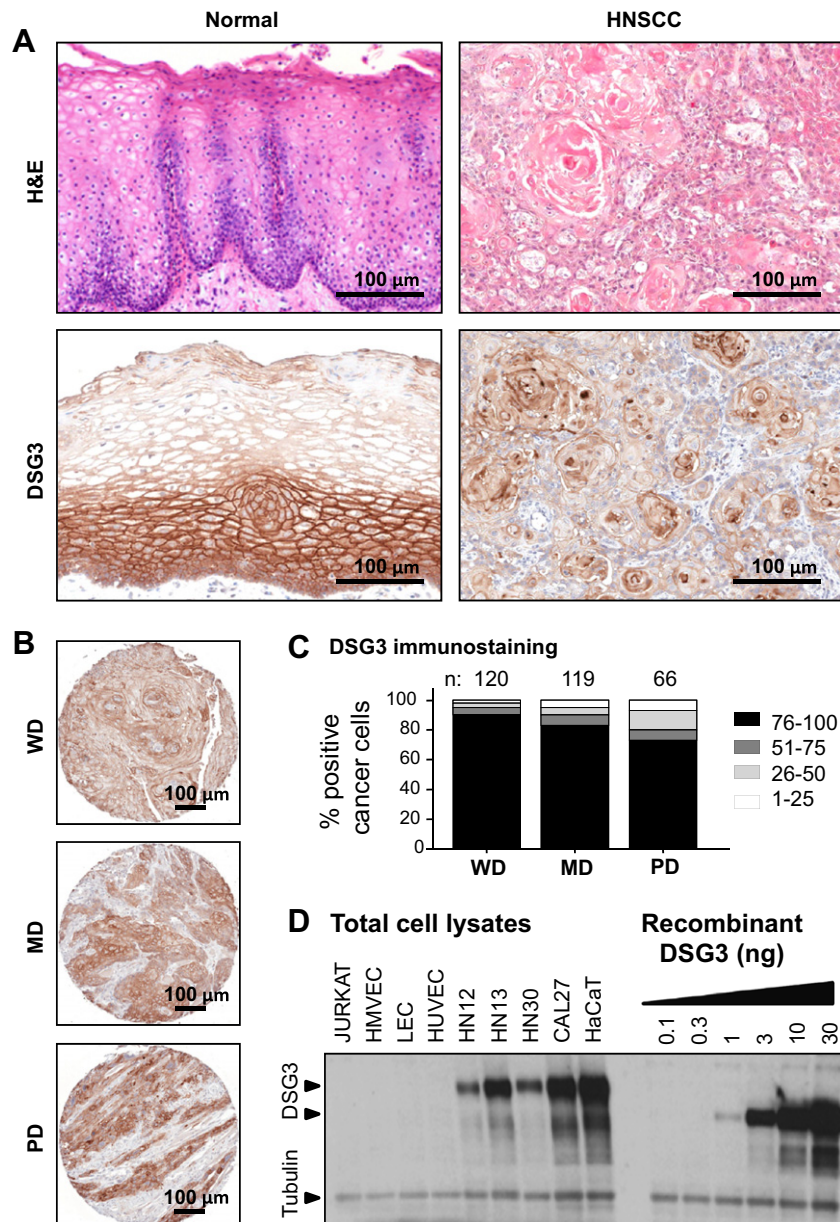 Normal
HNSCC
A
H&E
100 µm
100 µm
DSG3
100 µm
100 µm
B
WD
100 µm
MD
100 µm
PD
100 µm
C DSG3 immunostaining
n: 120 119 66
100
80
60
40
20
0
% positive
cancer cells
WD MD PD
76-100
51-75
26-50
1-25
D Total cell lysates
Recombinant
DSG3 (ng)
JURKAT
HMVEC
LEC
HUVEC
HN12
HN13
HN30
CAL27
HaCaT
0.1
0.3
1
3
10
30
DSG3
Tubulin